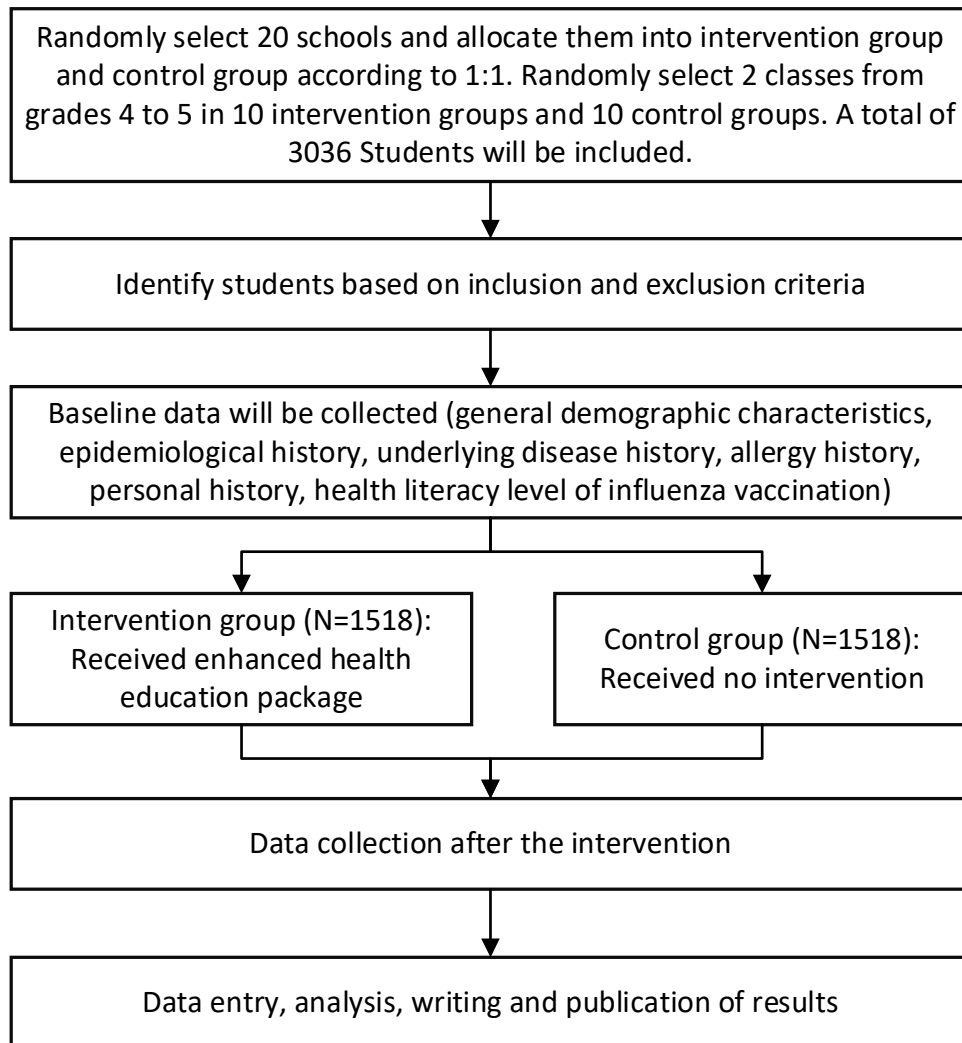 Randomly select 20 schools and allocate them into intervention group
and control group according to 1:1. Randomly select 2 classes from
grades 4 to 5 in 10 intervention groups and 10 control groups. A total of
3036 Students will be included.
Identify students based on inclusion and exclusion criteria
Baseline data will be collected (general demographic characteristics,
epidemiological history, underlying disease history, allergy history,
personal history, health literacy level of influenza vaccination)
Intervention group (N=1518):
Received enhanced health
education package
Control group (N=1518):
Received no intervention
Data collection after the intervention
Data entry, analysis, writing and publication of results